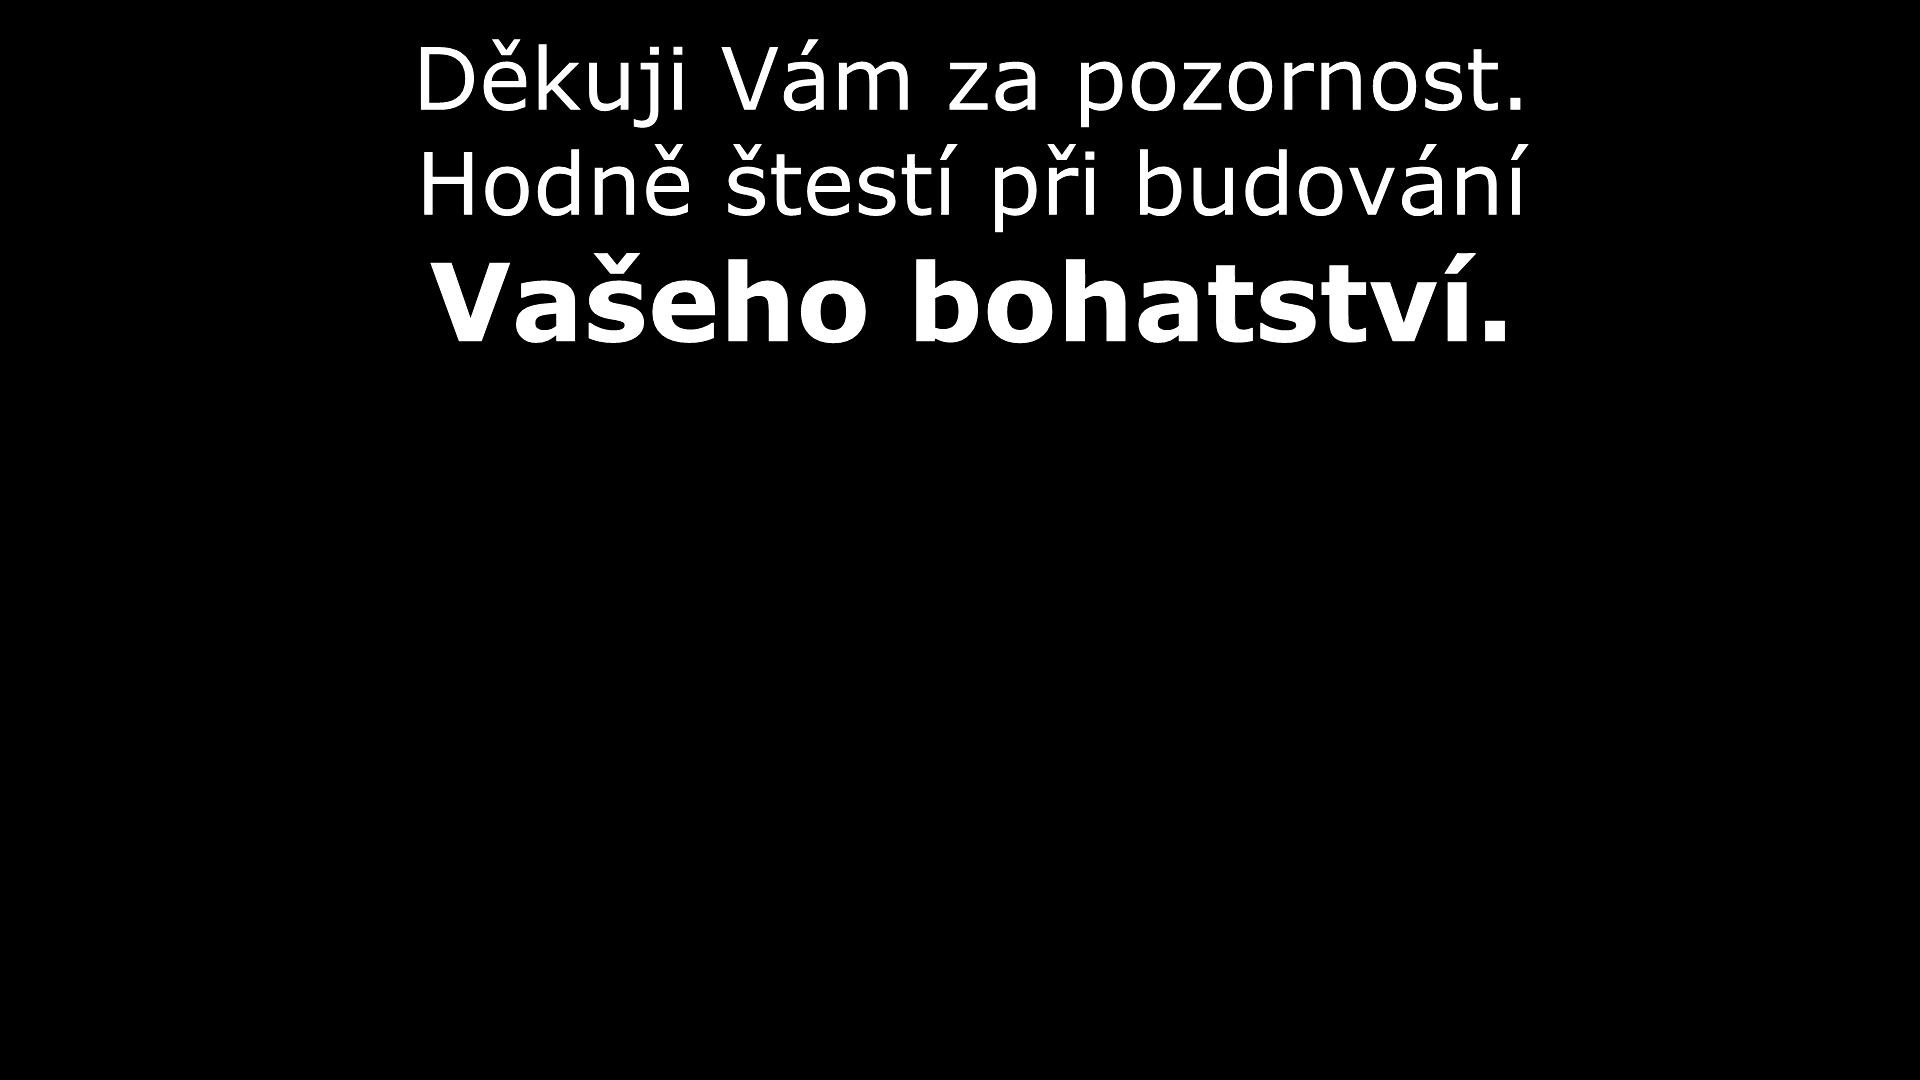 Děkuji Vám za pozornost.
Hodně štestí při budování
Vašeho bohatství.